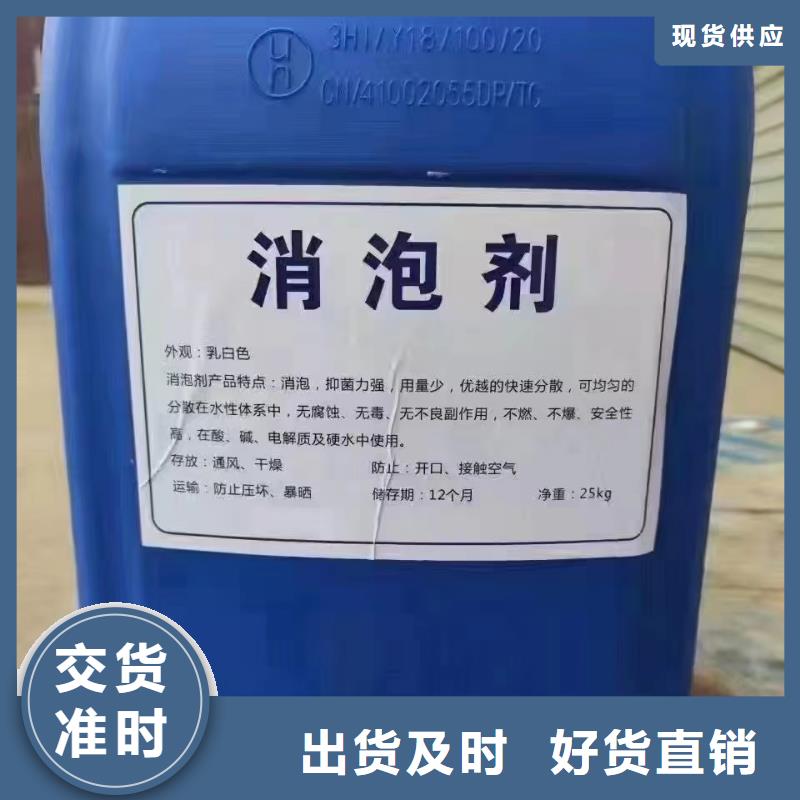 现货供应
3H1/Y18/100/20
CN/41002055DP/TG
un
消泡剂
外观：乳白色
消泡剂产品特点：消泡，抑菌力强，用量少，优越的快速分散，可均匀的
分散在水性体系中，无腐蚀、无毒、无不良副作用，不燃、不爆、安全性
高，在酸、碱、电解质及硬水中使用。
存放：通风、干燥 防止：开口、接触空气
运输：防止压坏、暴晒 储存期：12个月 净重：25kg
交货
准时
出货及时 好货直销